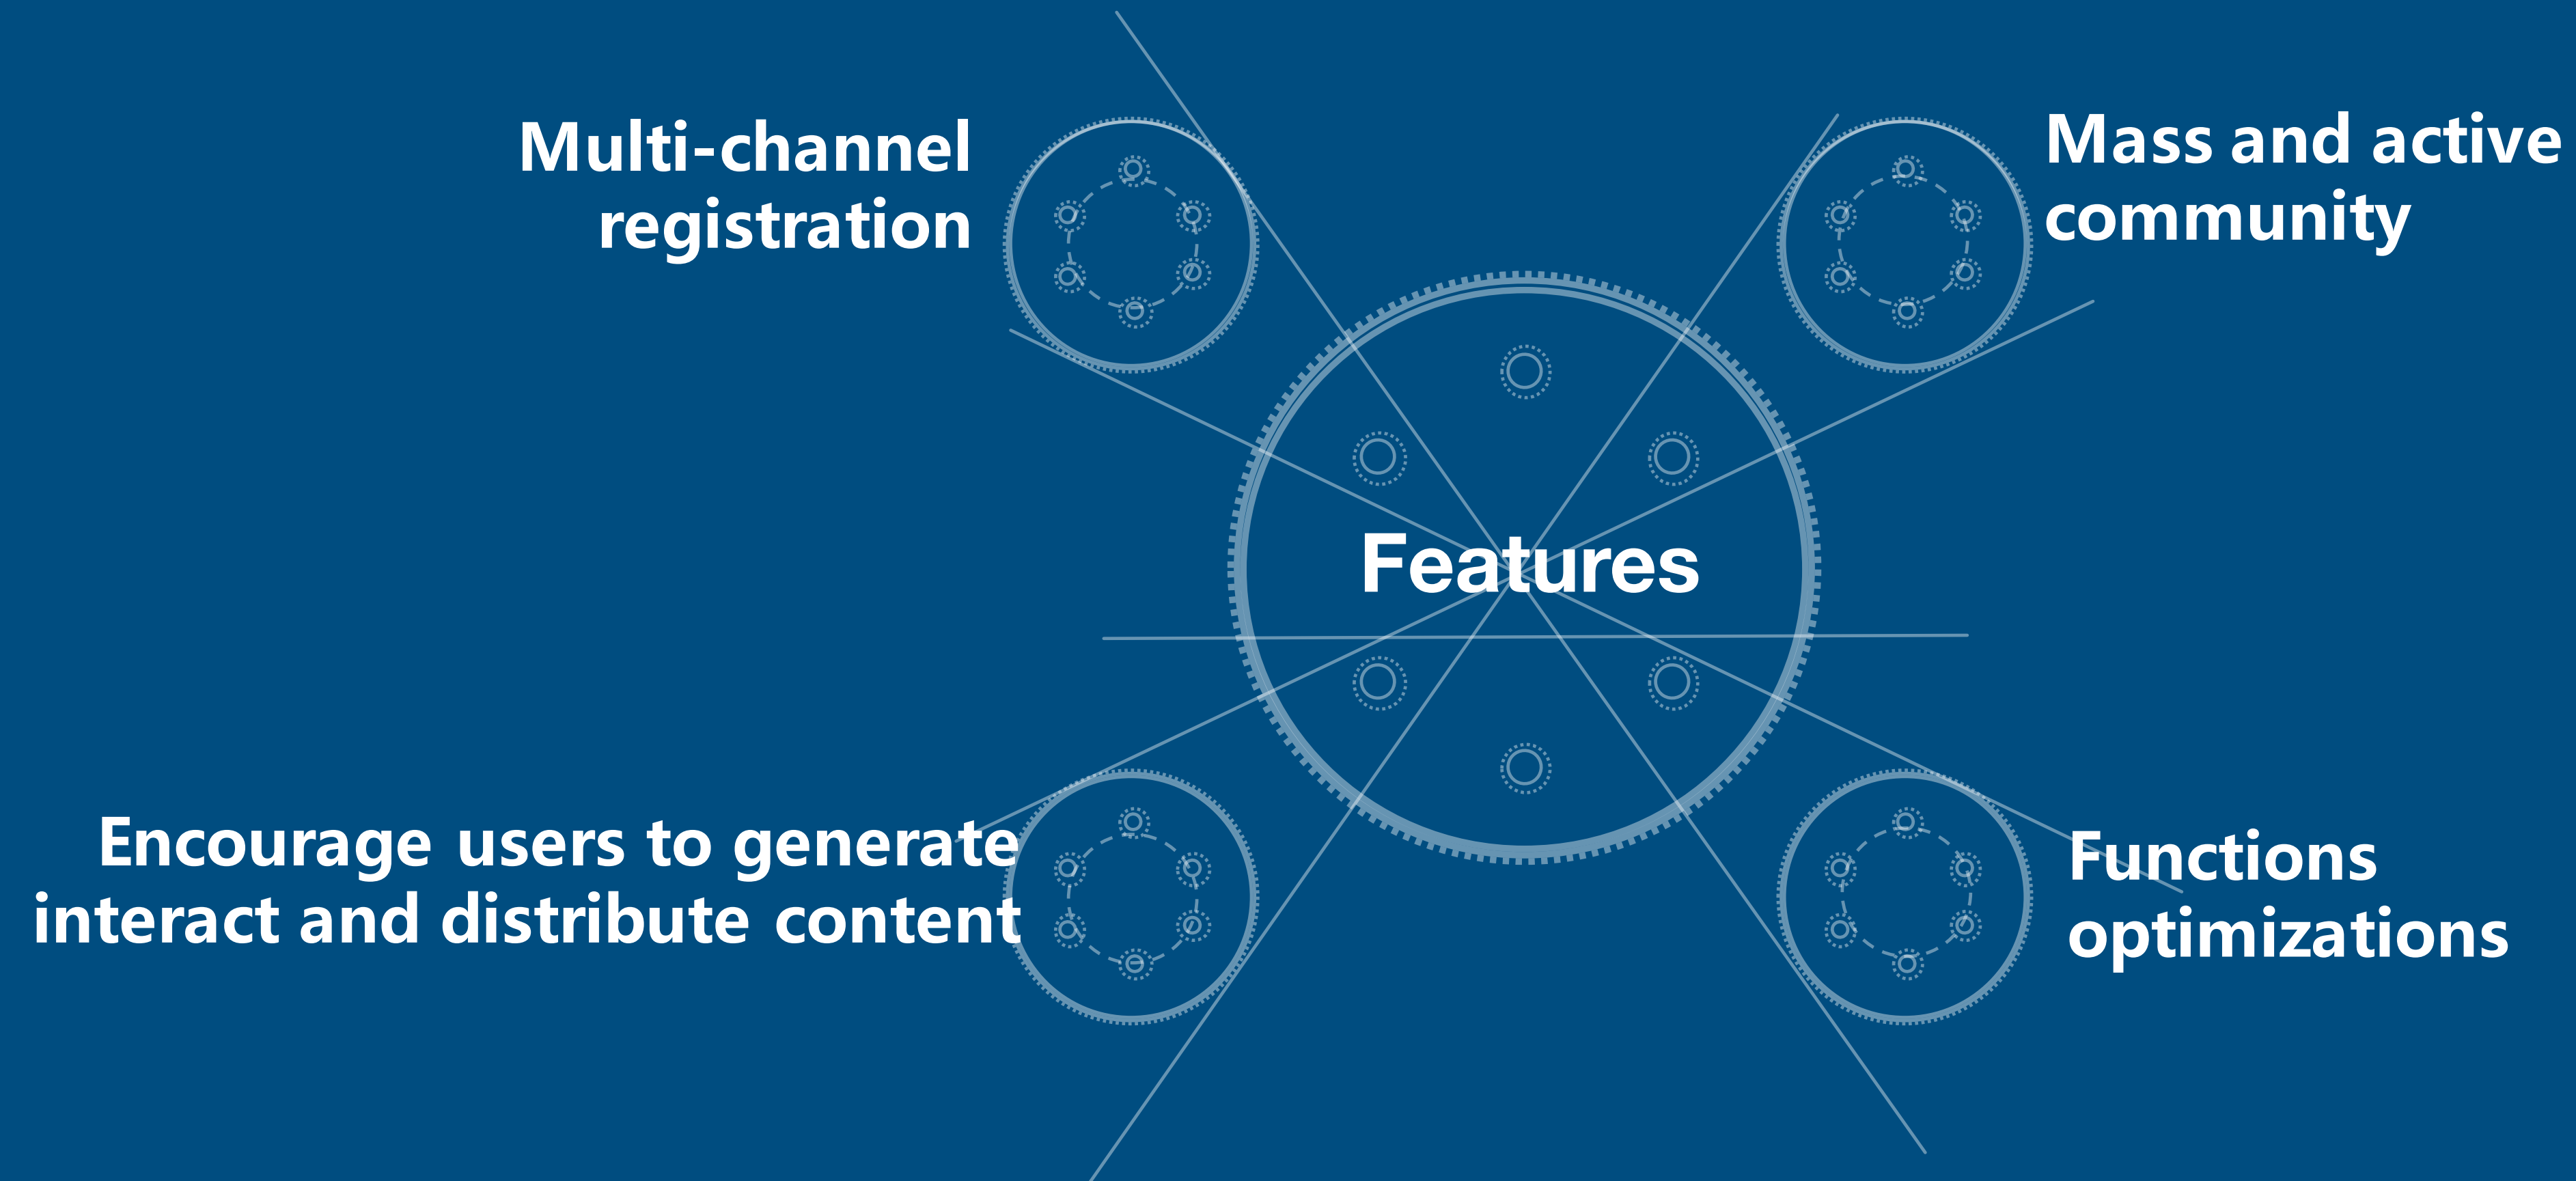 Multi-channel
registration
Mass and active
community
Features
Encourage users to generate
interact and distribute content
Functions
optimizations